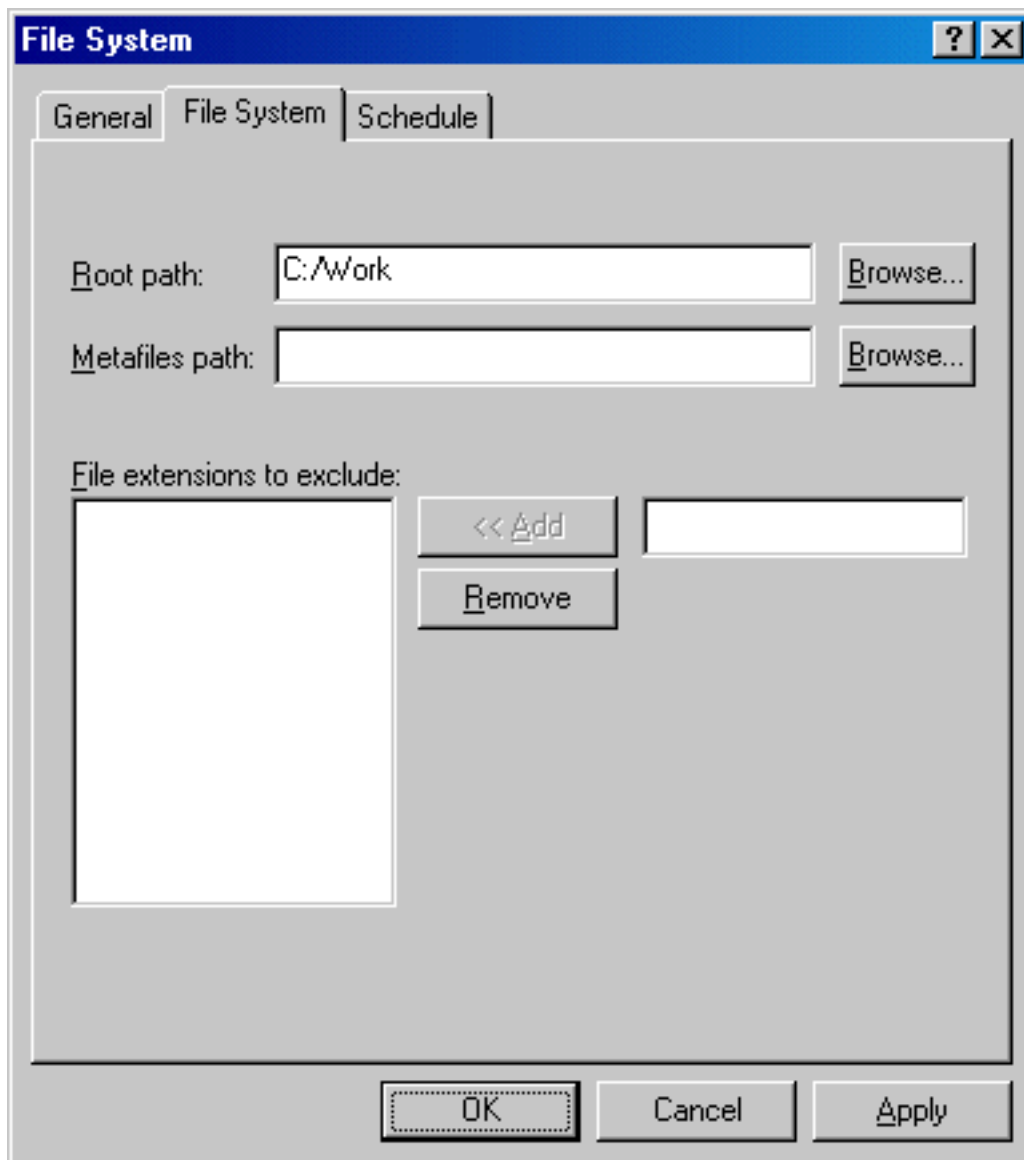 File System
General File System Schedule
Root path: C:/Work Browse...
Metafiles path: Browse...
File extensions to exclude:
<< Add
Remove
OK Cancel Apply